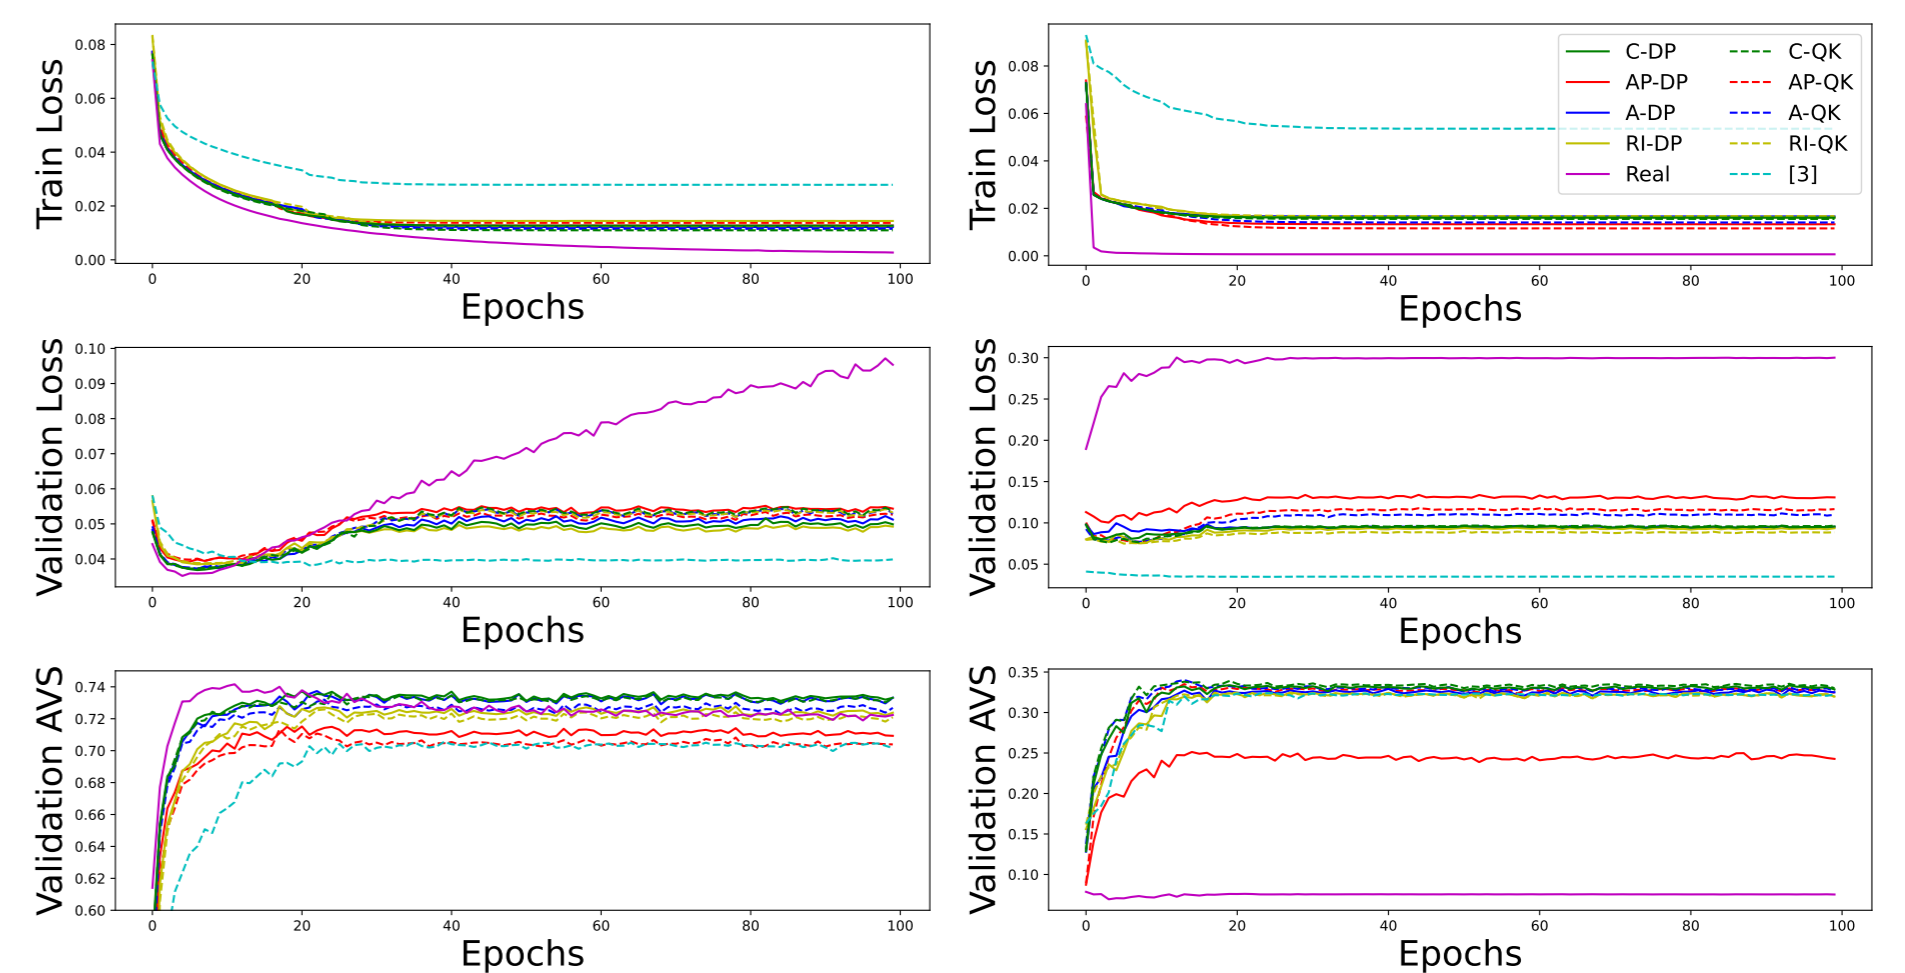 Train Loss
0.08
0.06
0.04
0.02
0.00
0 20 40 60 80 100
Epochs
Train Loss
0.08
0.06
0.04
0.02
0.00
0 20 40 60 80 100
Epochs
C-DP C-QK
AP-DP AP-QK
A-DP A-QK
RI-DP RI-QK
Real [3]
Validation Loss
0.10
0.09
0.08
0.07
0.06
0.05
0.04
0 20 40 60 80 100
Epochs
Validation Loss
0.30
0.25
0.20
0.15
0.10
0.05
0 20 40 60 80 100
Epochs
Validation AVS
0.74
0.72
0.70
0.68
0.66
0.64
0.62
0.60
0 20 40 60 80 100
Epochs
Validation AVS
0.35
0.30
0.25
0.20
0.15
0.10
0 20 40 60 80 100
Epochs